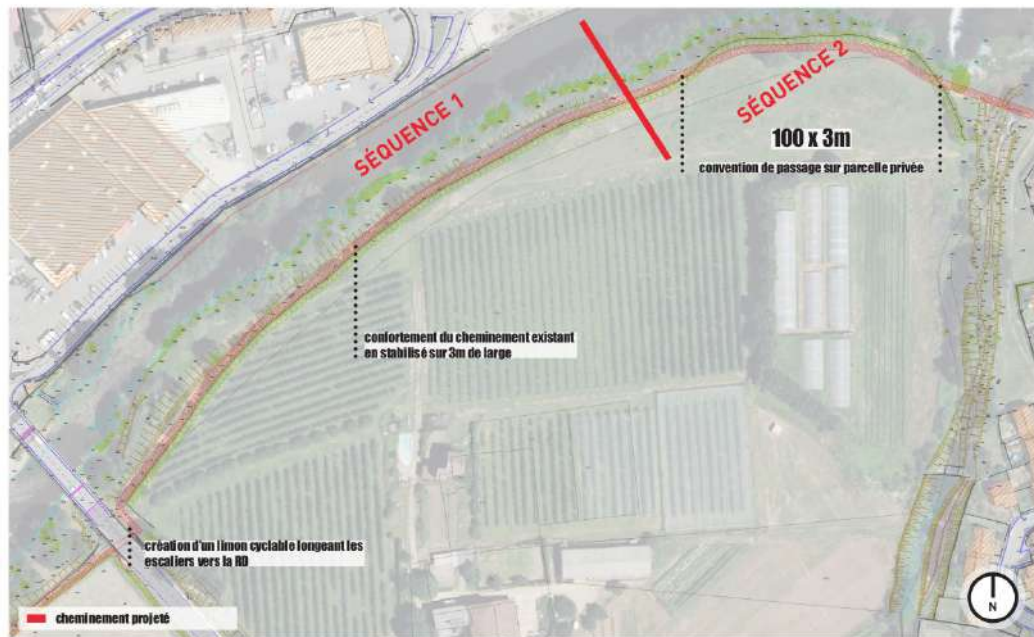 SÉQUENCE 1
SÉQUENCE 2
100 x 3m
convention de passage sur parcelle privée
confortement du cheminement existant
en stabilisé sur 3m de large
création d'un limon cyclable longeant les
escaliers vers la RD
cheminement projeté
N